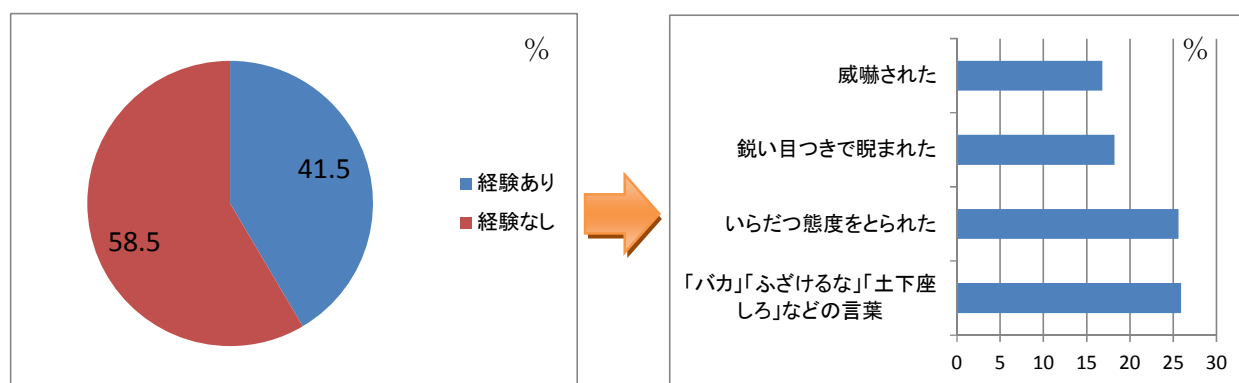 %
41.5
58.5
経験あり
経験なし
%
威嚇された
鋭い目つきで睨まれた
いらだつ態度をとられた
「バカ」「ふざけるな」「土下座
しろ」などの言葉
0 5 10 15 20 25 30